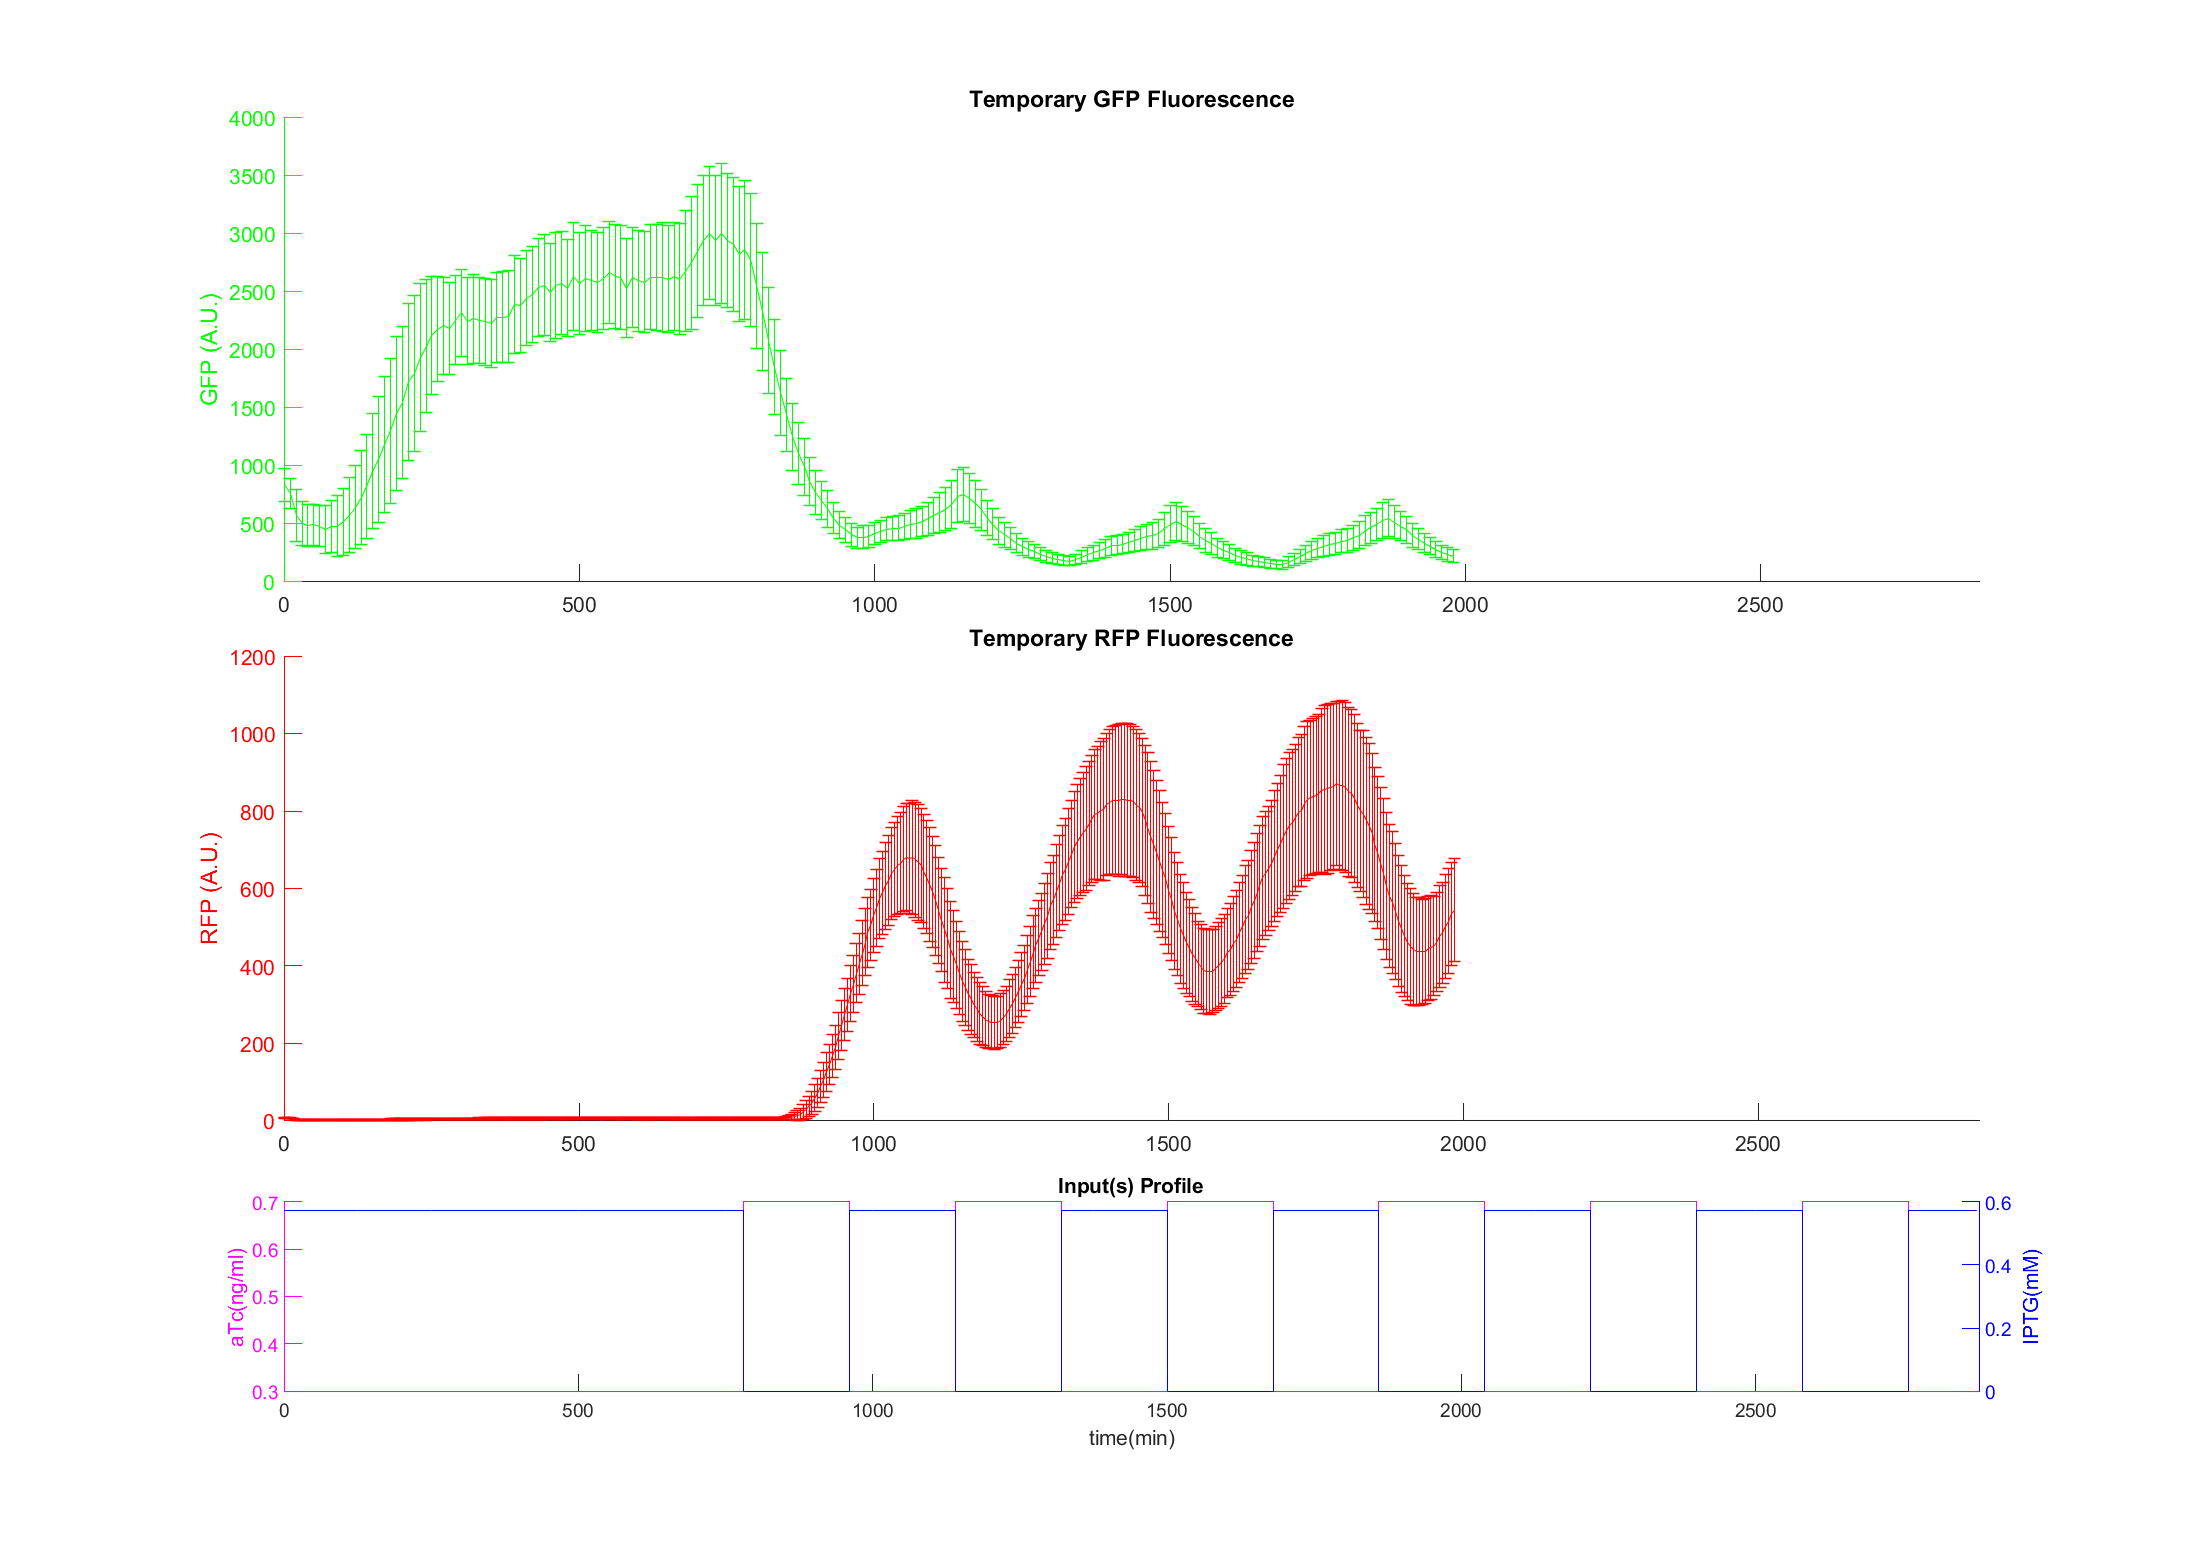 Temporary GFP Fluorescence
4000
3500
3000
2500
2000
1500
1000
500
0
GFP (A.U.)
0 500 1000 1500 2000 2500
Temporary RFP Fluorescence
1200
1000
800
600
400
200
0
RFP (A.U.)
0 500 1000 1500 2000 2500
Input(s) Profile
0.7
0.6
0.5
0.4
0.3
aTc(ng/ml)
0.6
0.4
0.2
0
IPTG(mM)
0 500 1000 1500 2000 2500
time(min)